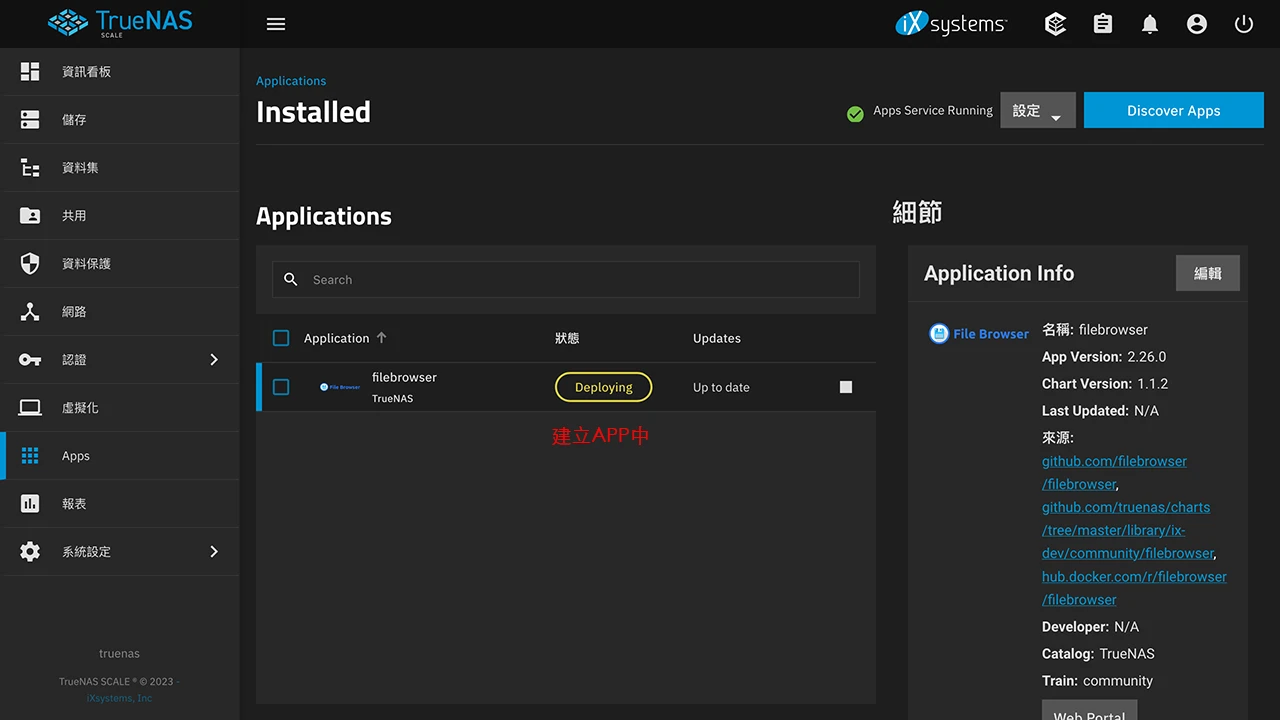 TrueNAS
SCALE
iXsystems
資訊看板
儲存
資料集
共用
資料保護
網路
認證
虛擬化
Apps
報表
系統設定
truenas
TrueNAS SCALE ® © 2023 -
iXsystems, Inc
Applications
Installed
Apps Service Running
設定
Discover Apps
Applications
Search
Application
狀態
Updates
File Browser
filebrowser
TrueNAS
Deploying
Up to date
建立APP中
細節
Application Info
編輯
File Browser
名稱: filebrowser
App Version: 2.26.0
Chart Version: 1.1.2
Last Updated: N/A
來源:
github.com/filebrowser
/filebrowser,
github.com/truenas/charts
/tree/master/library/ix-
dev/community/filebrowser,
hub.docker.com/r/filebrowser
/filebrowser
Developer: N/A
Catalog: TrueNAS
Train: community
Web Portal